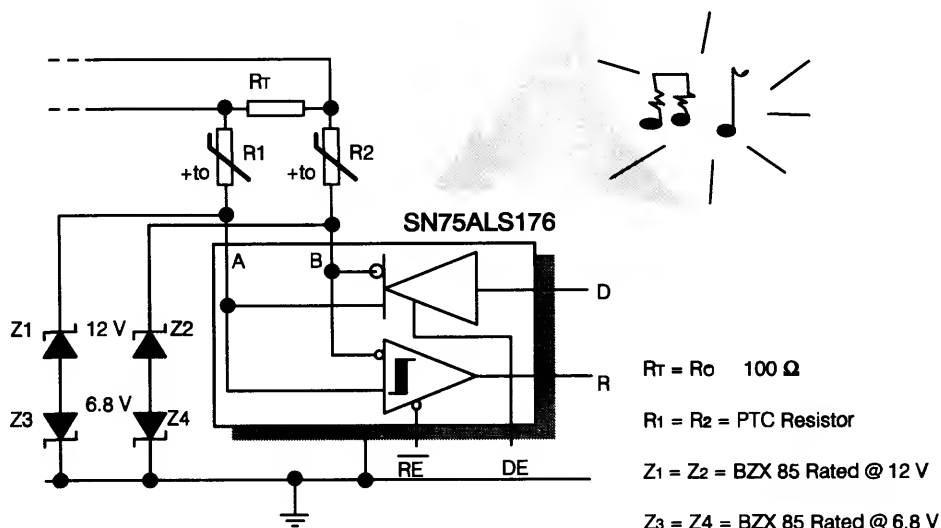 RT
R1
R2
+to
+to
SN75ALS176
A
B
D
Z1
12 V
Z2
R
RT = Ro 100 Ω
Z3
6.8 V
Z4
R1 = R2 = PTC Resistor
RE
DE
Z1 = Z2 = BZX 85 Rated @ 12 V
Z3 = Z4 = BZX 85 Rated @ 6.8 V